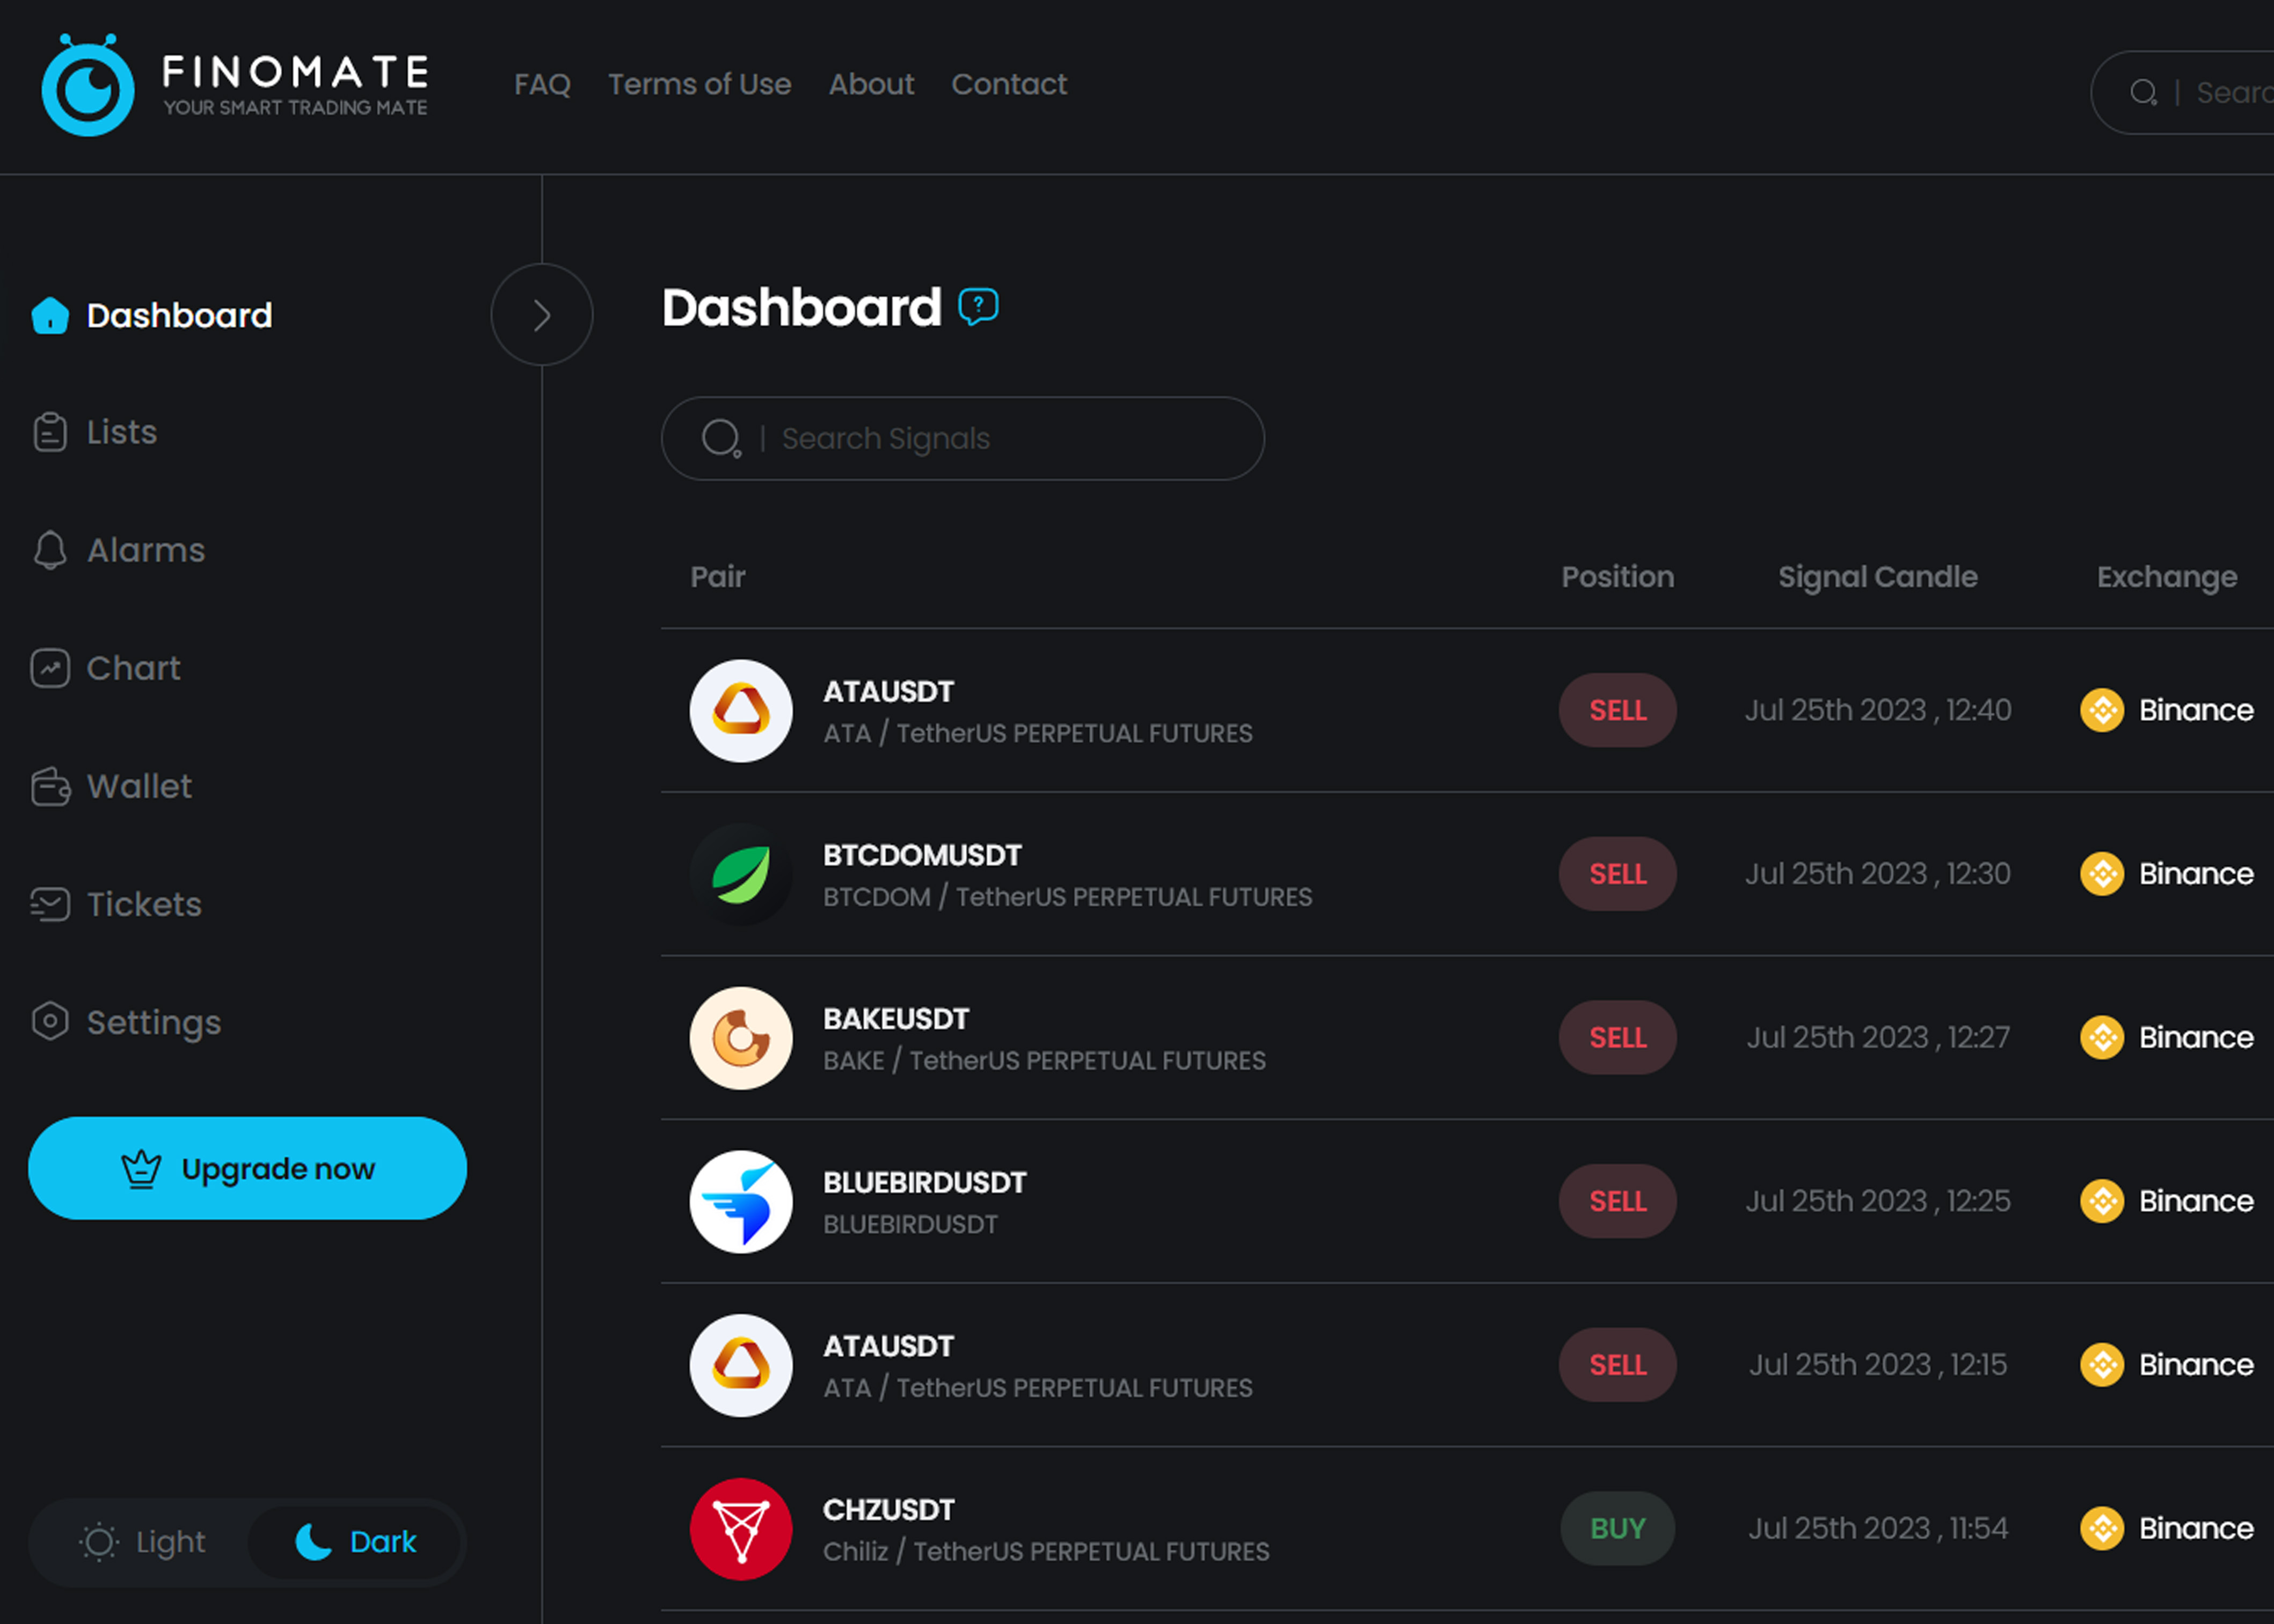 FINOMATE
YOUR SMART TRADING MATE
FAQ Terms of Use About Contact
Dashboard
Lists
Alarms
Chart
Wallet
Tickets
Settings
Upgrade now
Light Dark
Dashboard
Search Signals
Pair Position Signal Candle Exchange
ATAUSDT
ATA / TetherUS PERPETUAL FUTURES
SELL Jul 25th 2023 , 12:40 Binance
BTCDOMUSDT
BTCDOM / TetherUS PERPETUAL FUTURES
SELL Jul 25th 2023 , 12:30 Binance
BAKEUSDT
BAKE / TetherUS PERPETUAL FUTURES
SELL Jul 25th 2023 , 12:27 Binance
BLUEBIRDUSDT
BLUEBIRDUSDT
SELL Jul 25th 2023 , 12:25 Binance
ATAUSDT
ATA / TetherUS PERPETUAL FUTURES
SELL Jul 25th 2023 , 12:15 Binance
CHZUSDT
Chiliz / TetherUS PERPETUAL FUTURES
BUY Jul 25th 2023 , 11:54 Binance